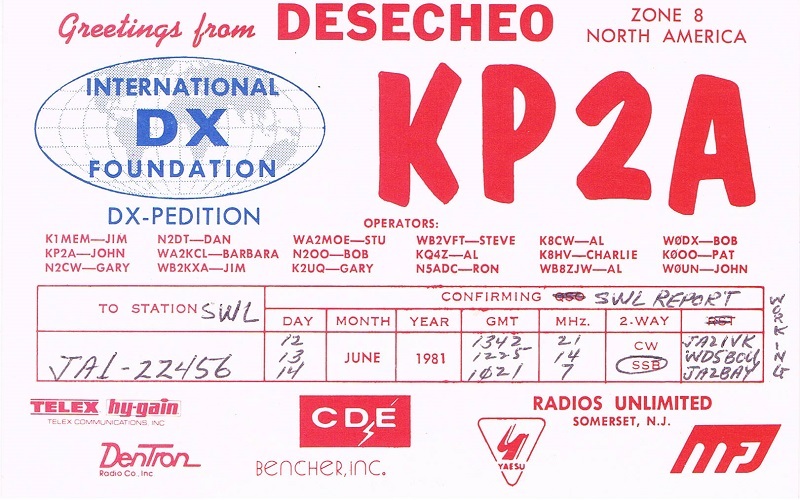 Greetings from DESECHEO
ZONE 8
NORTH AMERICA
INTERNATIONAL
DX
FOUNDATION
DX-PEDITION
KP2A
OPERATORS:
K1MEM—JIM N2DT—DAN WA2MOE—STU WB2VFT—STEVE K8CW—AL WØDX—BOB
KP2A—JOHN WA2KCL—BARBARA N2OO—BOB KQ4Z—AL K8HV—CHARLIE KØOO—PAT
N2CW—GARY WB2KXA—JIM K2UQ—GARY N5ADC—RON WB8ZJW—AL WØUN—JOHN
TO STATION SWL
JA1-22456
CONFIRMING QSO SWL REPORT
DAY MONTH YEAR GMT MHZ. 2-WAY RST
12 1342 21 CW JA2IVK
13 JUNE 1981 1225 14
14 1021 7 SSB JA2BAY
WORKING
TELEX hy-gain
TELEX COMMUNICATIONS, INC
DenTron
Radio Co., Inc
CDE
BENCHER, INC.
YAESU
RADIOS UNLIMITED
SOMERSET, N.J.
MFJ